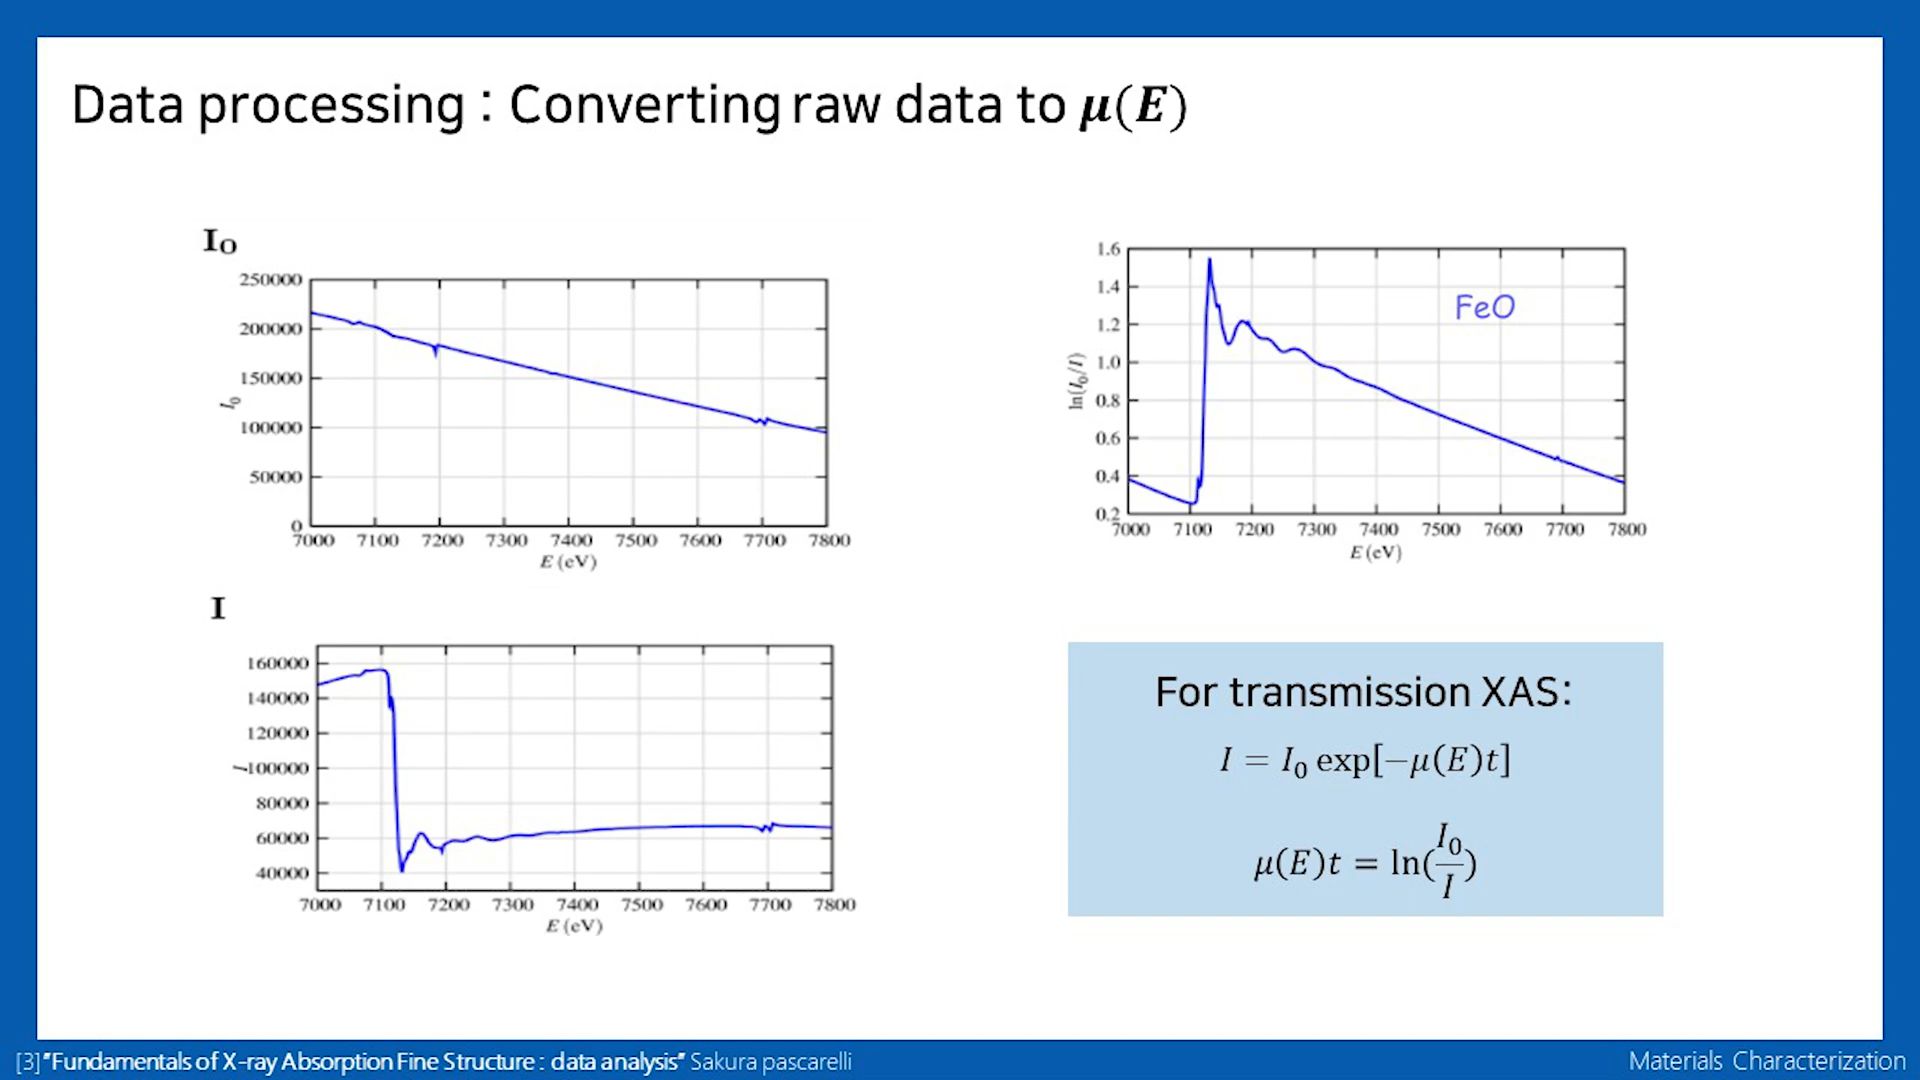 Data processing : Converting raw data to μ(E)
I₀
250000
200000
150000
100000
50000
0
I₀
7000 7100 7200 7300 7400 7500 7600 7700 7800
E (eV)
I
160000
140000
120000
100000
80000
60000
40000
I
7000 7100 7200 7300 7400 7500 7600 7700 7800
E (eV)
1.6
1.4
1.2
1.0
0.8
0.6
0.4
0.2
ln(I₀/I)
FeO
7000 7100 7200 7300 7400 7500 7600 7700 7800
E (eV)
For transmission XAS:
I = I₀ exp[−μ(E)t]
μ(E)t = ln(I₀/I)
[3]"Fundamentals of X-ray Absorption Fine Structure : data analysis" Sakura pascarelli
Materials Characterization